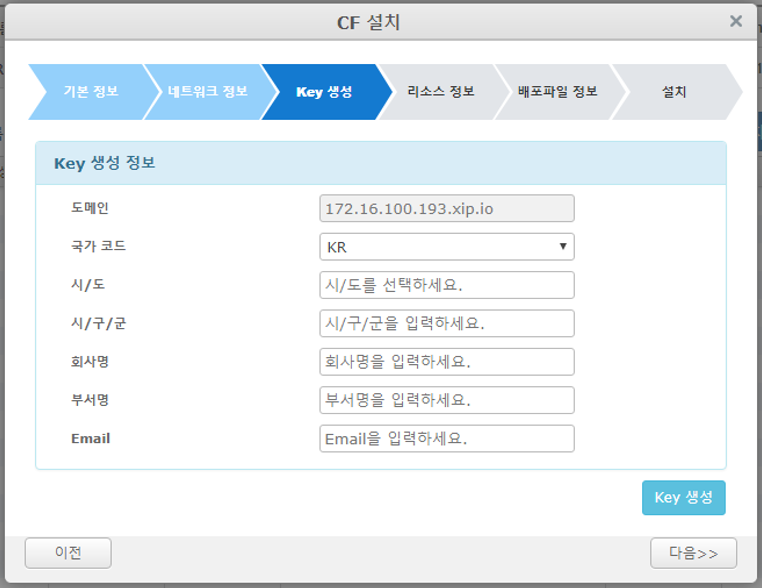 CF 설치
×
기본 정보 네트워크 정보 Key 생성 리소스 정보 배포파일 정보 설치
Key 생성 정보
도메인 172.16.100.193.xip.io
국가 코드 KR
시/도 시/도를 선택하세요.
시/구/군 시/구/군을 입력하세요.
회사명 회사명을 입력하세요.
부서명 부서명을 입력하세요.
Email Email을 입력하세요.
Key 생성
이전 다음>>